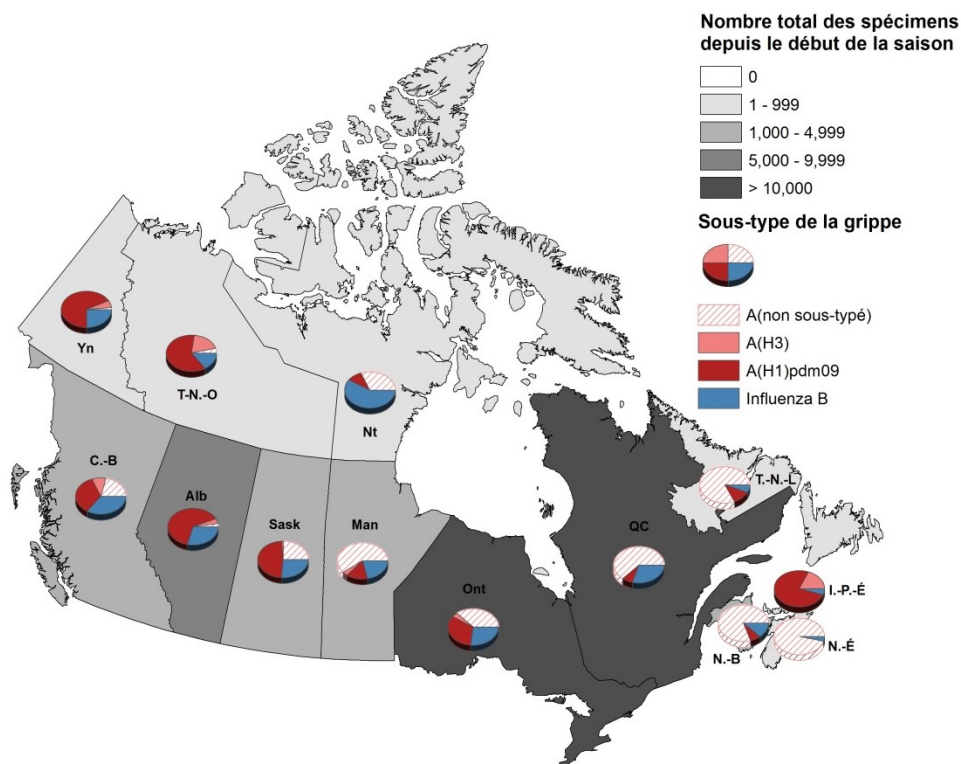 Nombre total des spécimens
depuis le début de la saison
0
1 - 999
1,000 - 4,999
5,000 - 9,999
> 10,000
Sous-type de la grippe
A(non sous-typé)
A(H3)
A(H1)pdm09
Influenza B
Yn
T-N.-O
Nt
C.-B
Alb
Sask
Man
Ont
QC
T.-N.-L
I.-P.-É
N.-B
N.-É